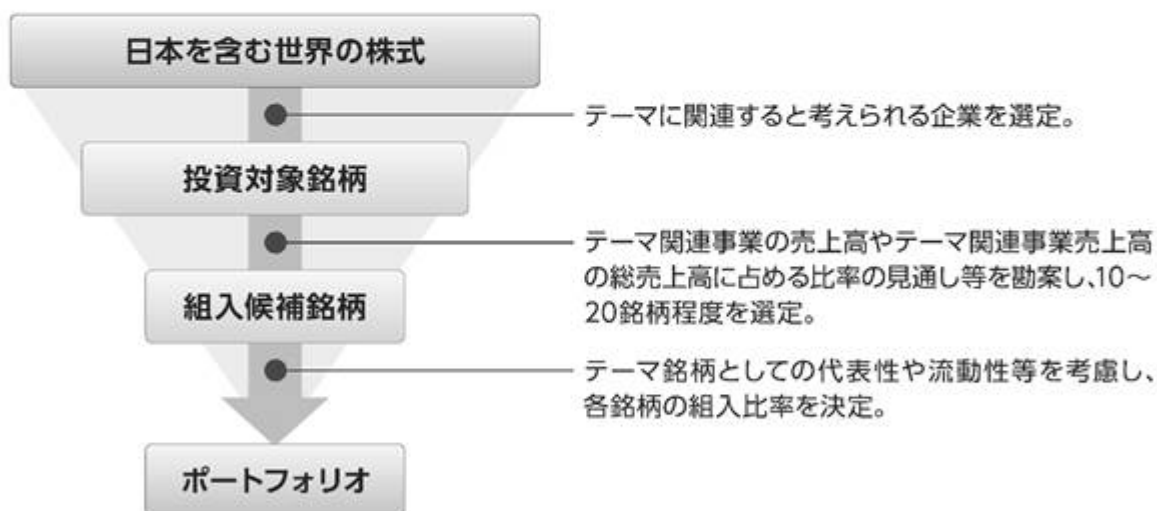 日本を含む世界の株式
テーマに関連すると考えられる企業を選定。
投資対象銘柄
テーマ関連事業の売上高やテーマ関連事業売上高
の総売上高に占める比率の見通し等を勘案し、10～
20銘柄程度を選定。
組入候補銘柄
テーマ銘柄としての代表性や流動性等を考慮し、
各銘柄の組入比率を決定。
ポートフォリオ